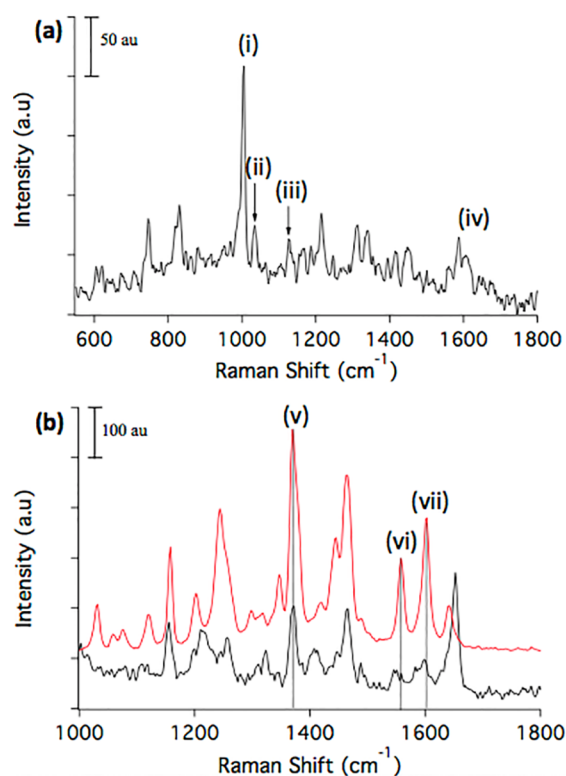 (a)
50 au
(i)
(ii)
(iii)
(iv)
Intensity (a.u)
600 800 1000 1200 1400 1600 1800
Raman Shift (cm⁻¹)
(b)
100 au
(v)
(vi)
(vii)
Intensity (a.u)
1000 1200 1400 1600 1800
Raman Shift (cm⁻¹)